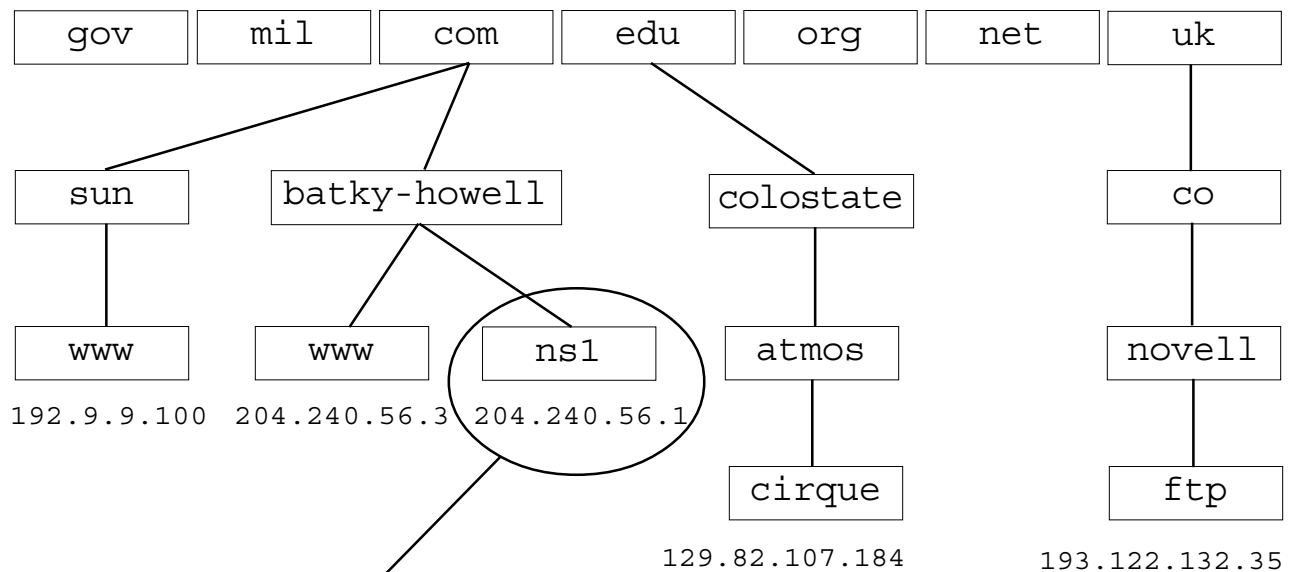 gov mil com edu org net uk
sun batky-howell colostate co
www www ns1 atmos novell
192.9.9.100 204.240.56.3 204.240.56.1
cirque ftp
129.82.107.184 193.122.132.35